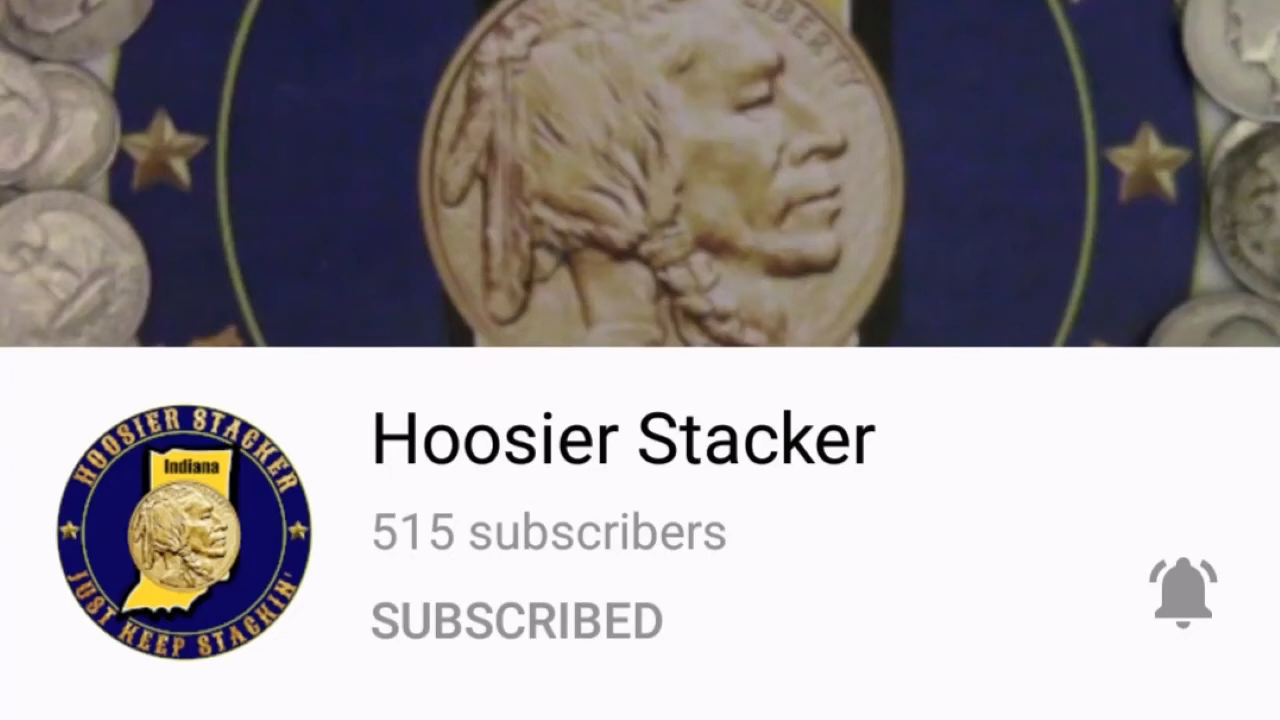 LIBERTY
Hoosier Stacker
515 subscribers
SUBSCRIBED
HOOSIER STACKER
Indiana
JUST KEEP STACKIN'